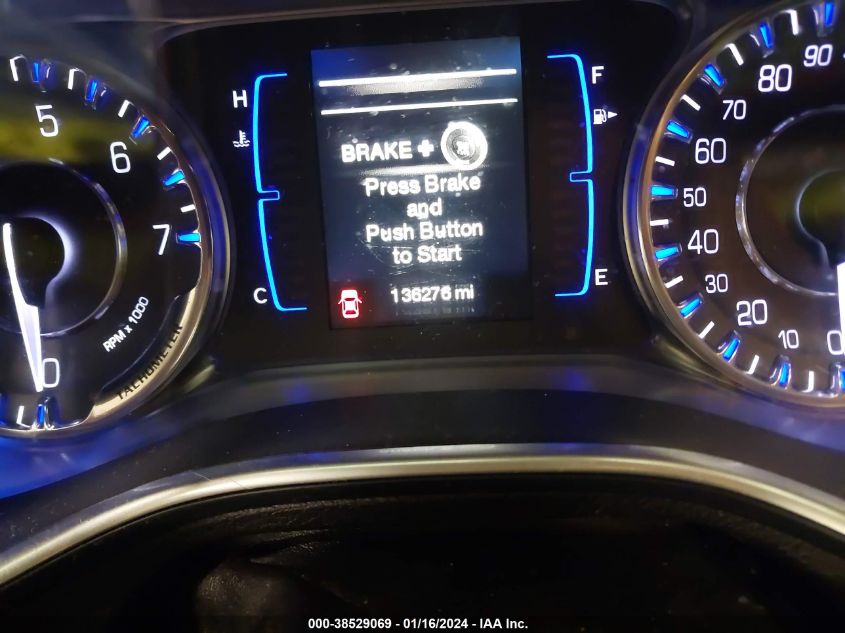 5
6
7
0
RPM x 1000
TACHOMETER
H
C
BRAKE +
Press Brake
and
Push Button
to Start
136276 mi
F
E
90
80
70
60
50
40
30
20
10
0
000-38529069 - 01/16/2024 - IAA Inc.